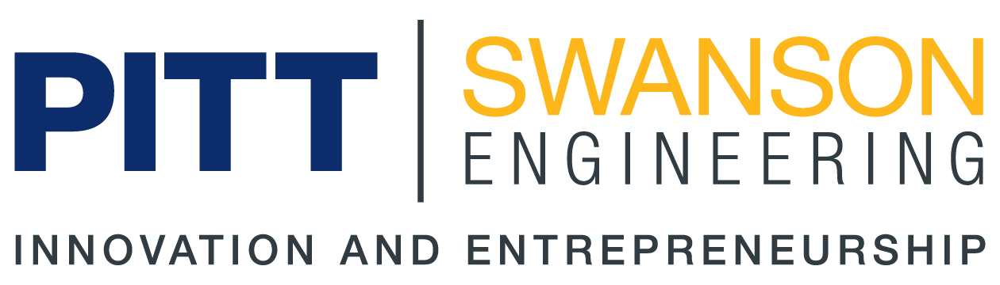 PITT
SWANSON
ENGINEERING
INNOVATION AND ENTREPRENEURSHIP